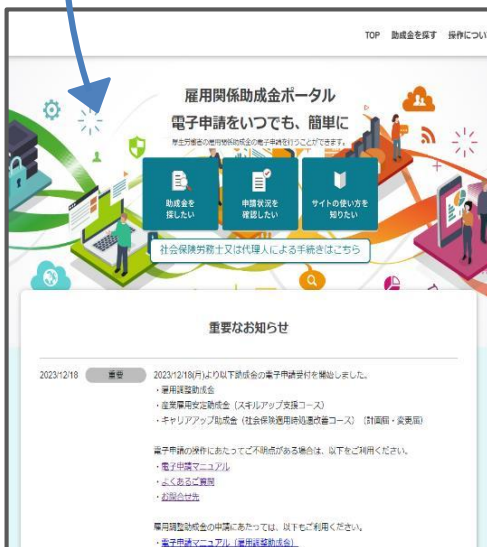 TOP 助成金を探す 操作につい
雇用関係助成金ポータル
電子申請をいつでも、簡単に
厚生労働省の雇用関係助成金の電子申請を行うことができます。
助成金を
探したい
申請状況を
確認したい
サイトの使い方を
知りたい
社会保険労務士又は代理人による手続きはこちら
重要なお知らせ
2023/12/18 重要 2023/12/18(月)より以下助成金の電子申請受付を開始しました。
・雇用調整助成金
・産業雇用安定助成金（スキルアップ支援コース）
・キャリアアップ助成金（社会保険適用時処遇改善コース）（計画届・変更届）
電子申請の操作にあたってご不明点がある場合は、以下をご利用ください。
・電子申請マニュアル
・よくあるご質問
・お問合せ先
雇用調整助成金の申請にあたっては、以下もご利用ください。
・電子申請マニュアル（雇用調整助成金）